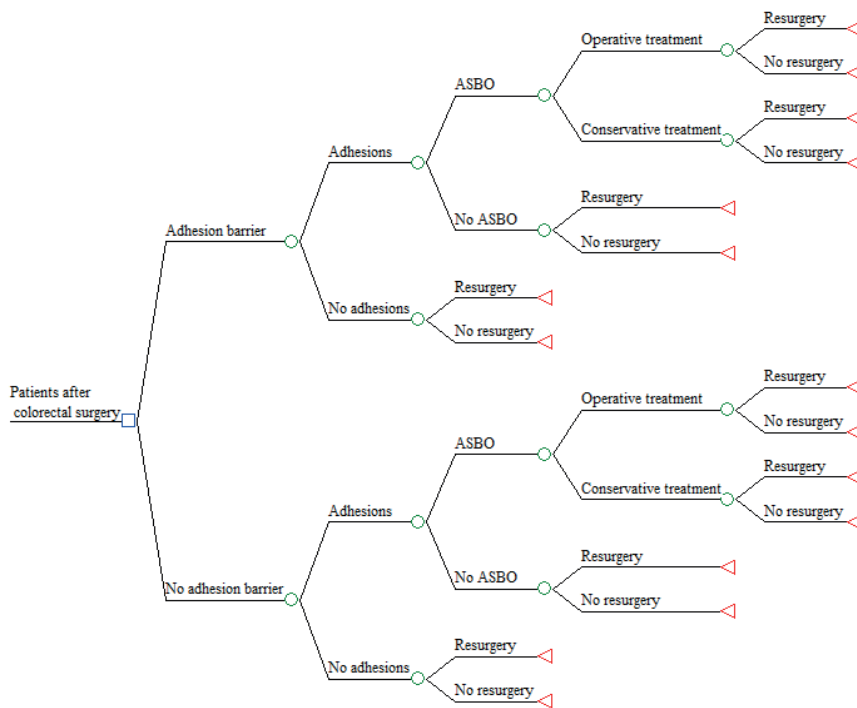 Resurgery
Operative treatment
No resurgery
ASBO
Resurgery
Conservative treatment
No resurgery
Adhesions
Resurgery
No ASBO
No resurgery
Adhesion barrier
Resurgery
No adhesions
No resurgery
Patients after
colorectal surgery
Resurgery
Operative treatment
No resurgery
ASBO
Resurgery
Conservative treatment
No resurgery
Adhesions
Resurgery
No ASBO
No resurgery
No adhesion barrier
Resurgery
No adhesions
No resurgery